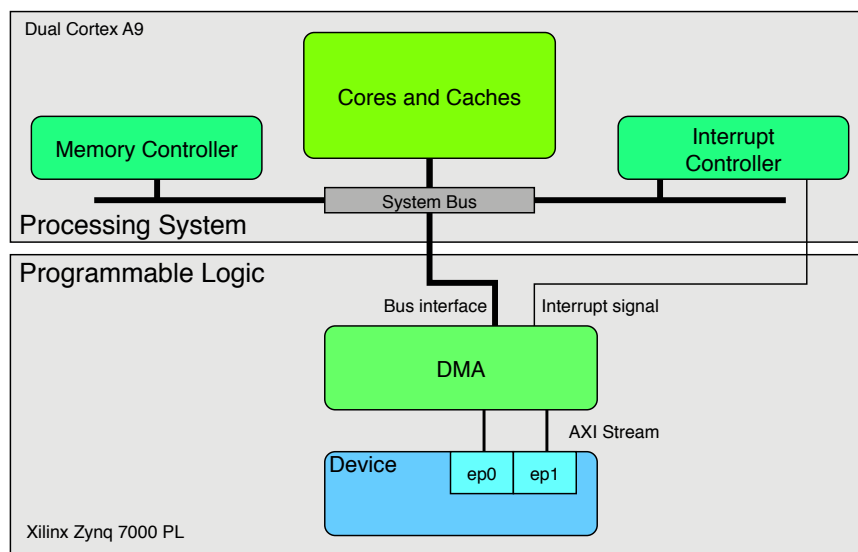 Dual Cortex A9
Cores and Caches
Memory Controller
Interrupt
Controller
System Bus
Processing System
Programmable Logic
Bus interface
Interrupt signal
DMA
AXI Stream
Device
ep0
ep1
Xilinx Zynq 7000 PL